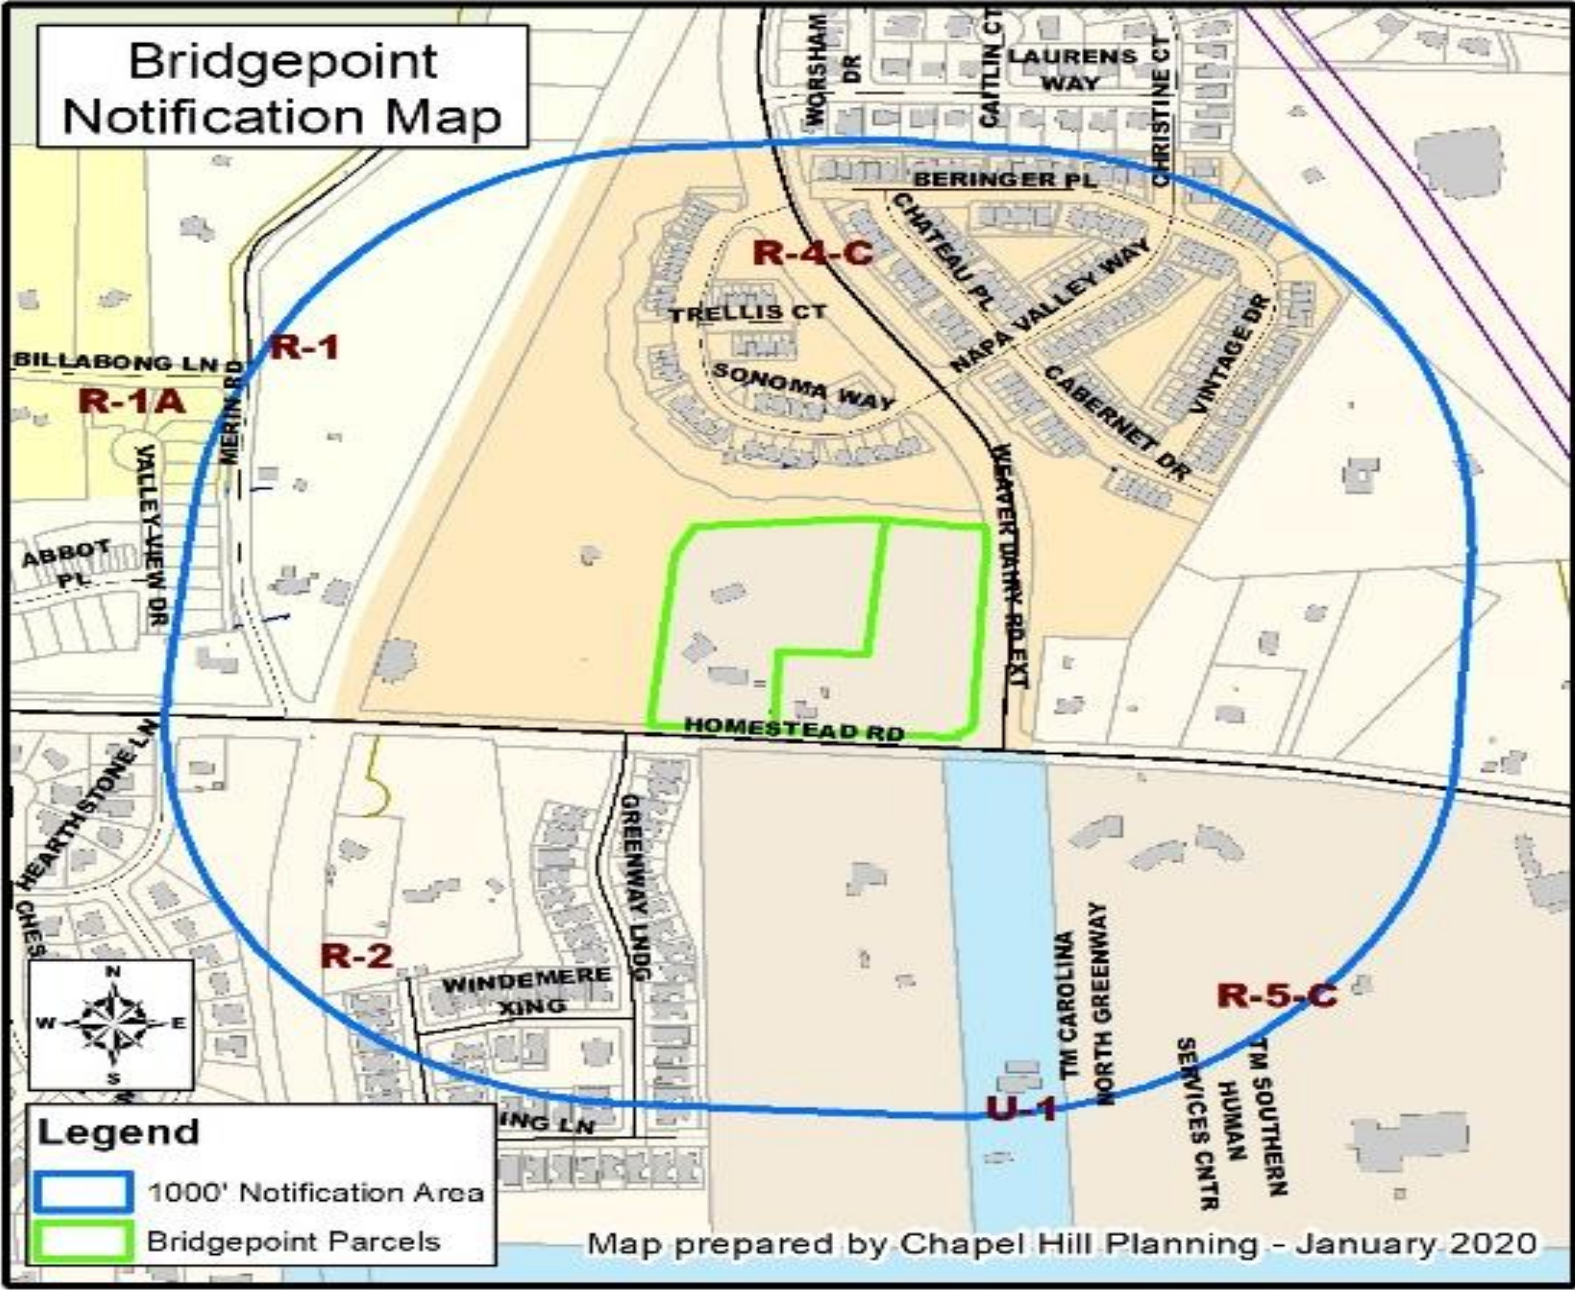 Bridgepoint
Notification Map
WORSHAM
DR
CAITLIN CT
LAURENS
WAY
CHRISTINE CT
BERINGER PL
CHATEAU PL
R-4-C
NAPA VALLEY WAY
TRELLIS CT
VINTAGE DR
R-1
BILLABONG LN
MERIN RD
R-1A
SONOMA WAY
CABERNET DR
VALLEY VIEW DR
WEAVER DAIRY RD EXT
ABBOT
PL
HOMESTEAD RD
HEARTHSTONE LN
CHES
GREENWAY LNDG
R-2
WINDEMERE
XING
TM CAROLINA
NORTH GREENWAY
R-5-C
TM SOUTHERN
HUMAN
SERVICES CNTR
U-1
N
W
E
S
ING LN
Legend
1000' Notification Area
Bridgepoint Parcels
Map prepared by Chapel Hill Planning - January 2020